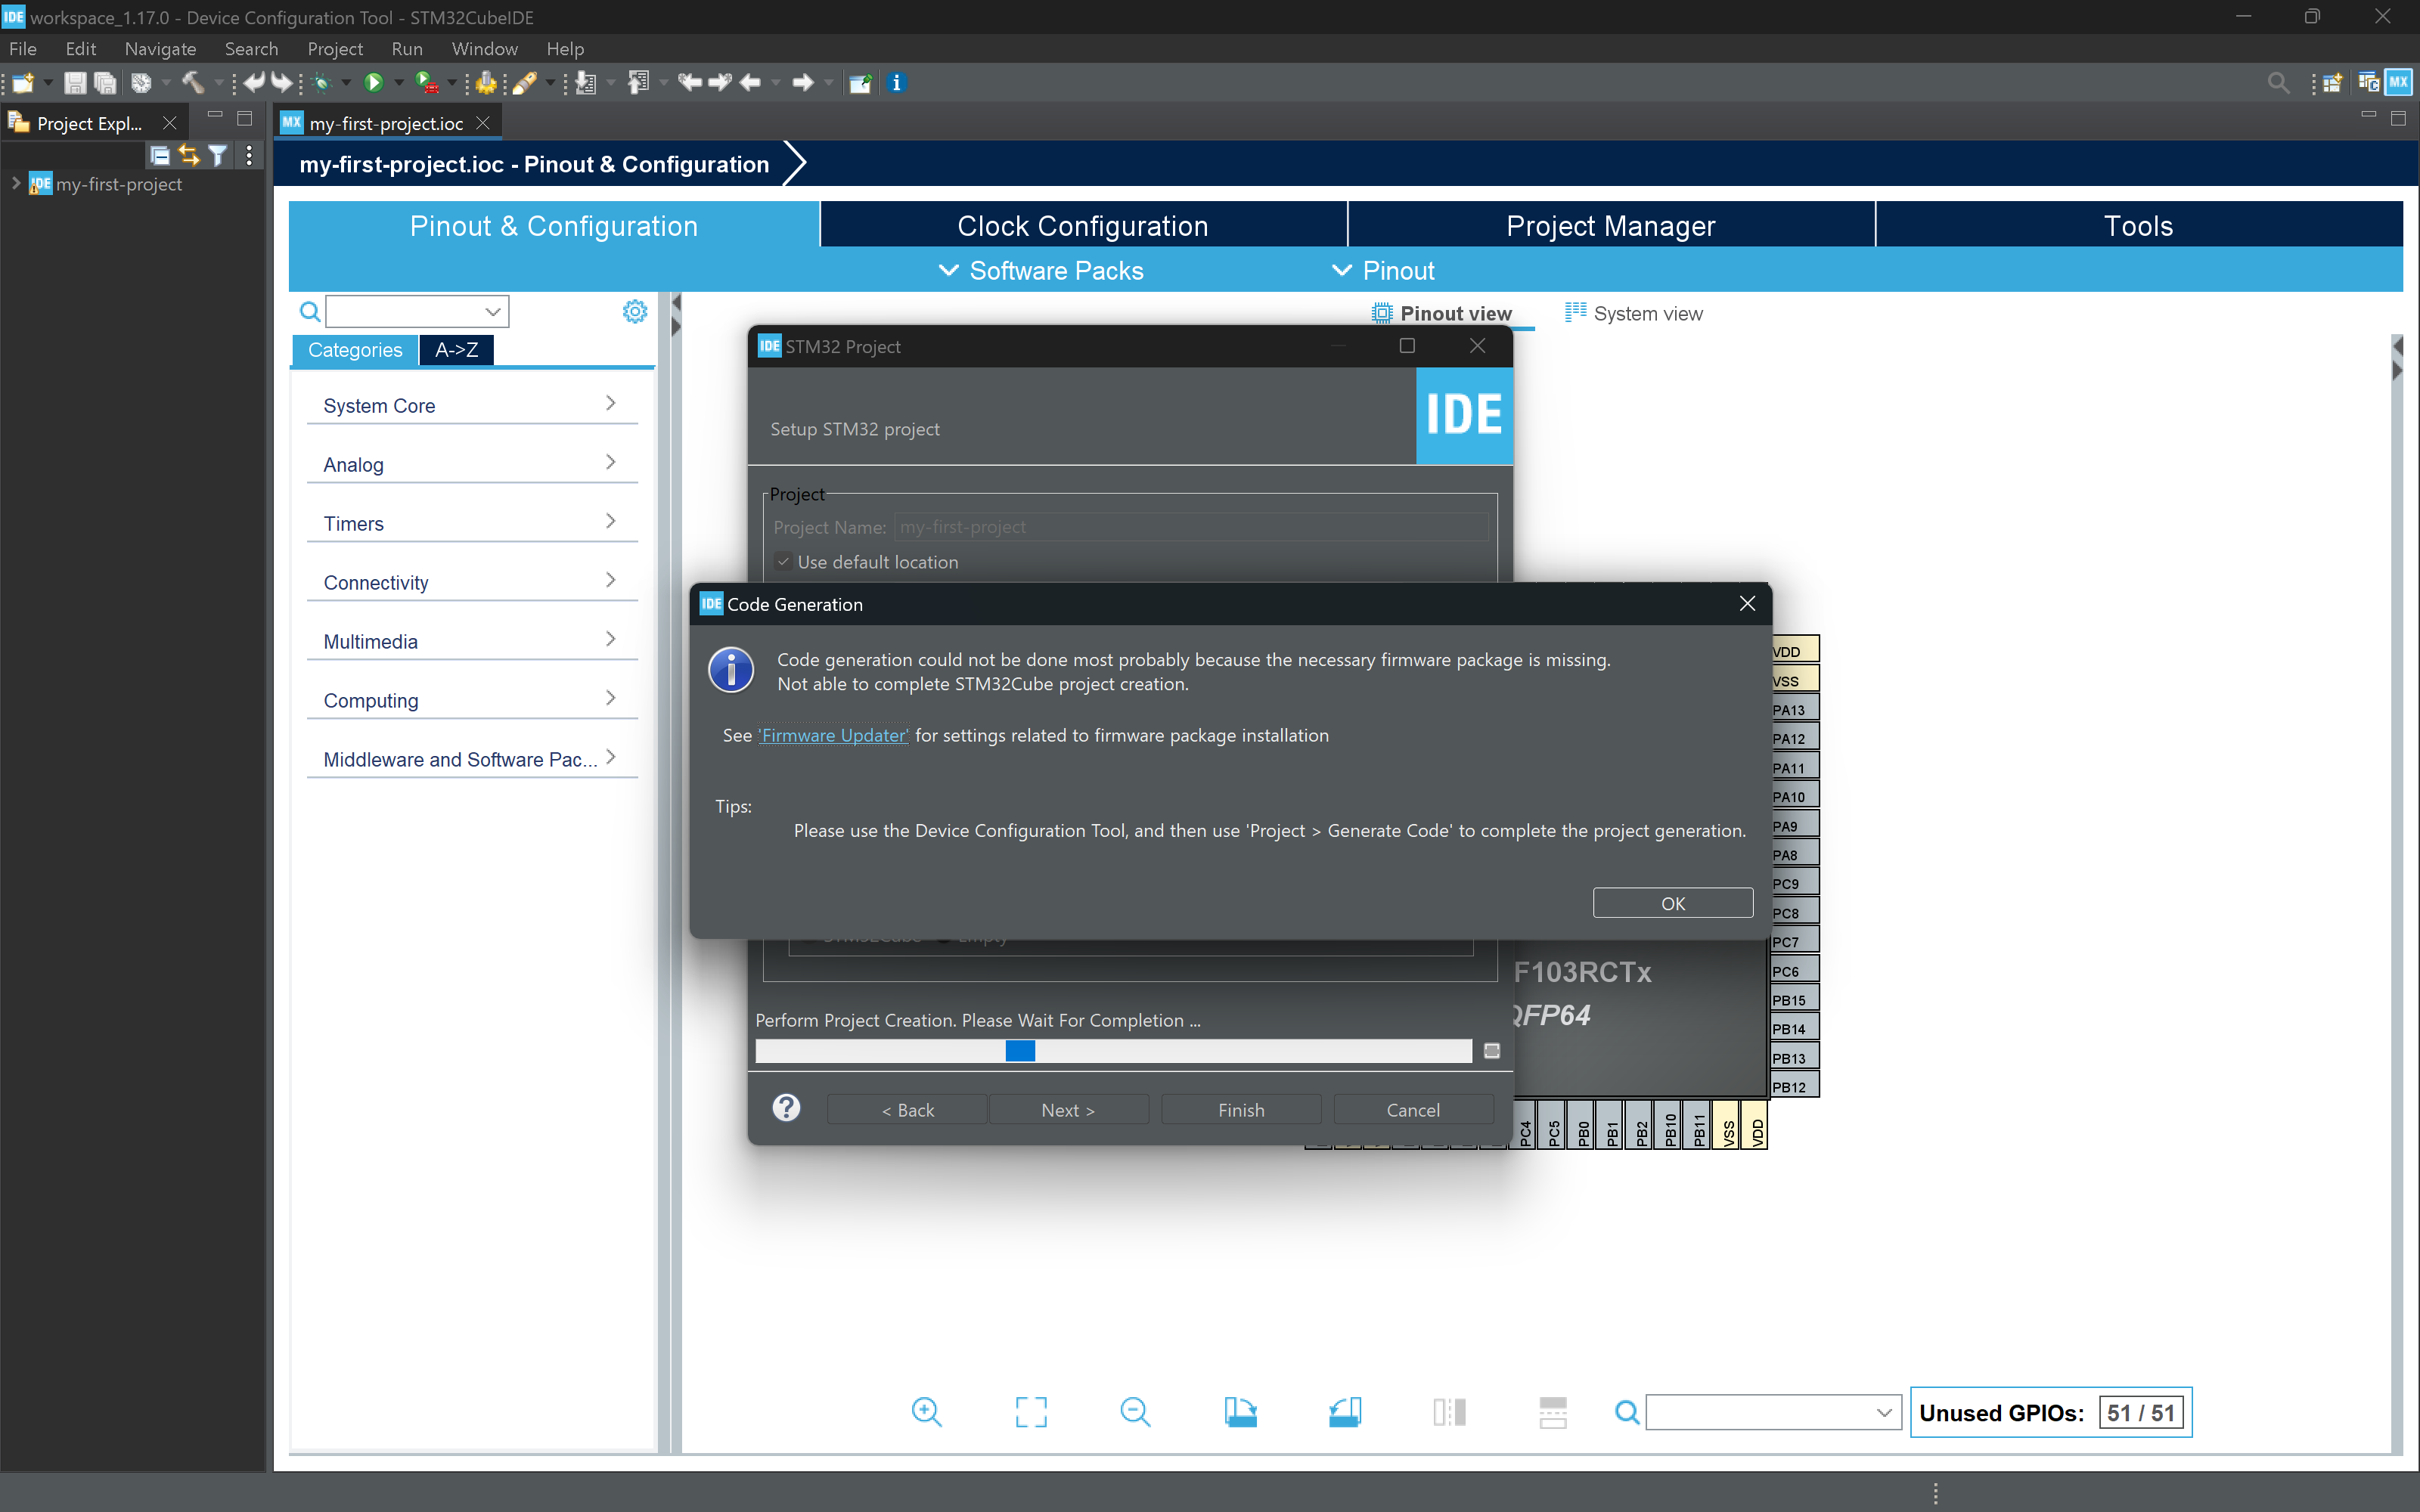 IDE workspace_1.17.0 - Device Configuration Tool - STM32CubeIDE
File Edit Navigate Search Project Run Window Help
MX
Project Expl...
MX my-first-project.ioc
my-first-project.ioc - Pinout & Configuration
IDE my-first-project
Pinout & Configuration
Clock Configuration
Project Manager
Tools
Software Packs
Pinout
Pinout view
System view
Categories
A->Z
System Core
Analog
Timers
Connectivity
Multimedia
Computing
Middleware and Software Pac...
IDE STM32 Project
Setup STM32 project
IDE
Project
Project Name: my-first-project
Use default location
IDE Code Generation
Code generation could not be done most probably because the necessary firmware package is missing.
Not able to complete STM32Cube project creation.
See 'Firmware Updater' for settings related to firmware package installation
Tips:
Please use the Device Configuration Tool, and then use 'Project > Generate Code' to complete the project generation.
OK
STM32Cube Empty
Perform Project Creation. Please Wait For Completion ...
< Back
Next >
Finish
Cancel
F103RCTx
QFP64
VDD
VSS
PA13
PA12
PA11
PA10
PA9
PA8
PC9
PC8
PC7
PC6
PB15
PB14
PB13
PB12
PC4
PC5
PB0
PB1
PB2
PB10
PB11
VSS
VDD
Unused GPIOs: 51 / 51